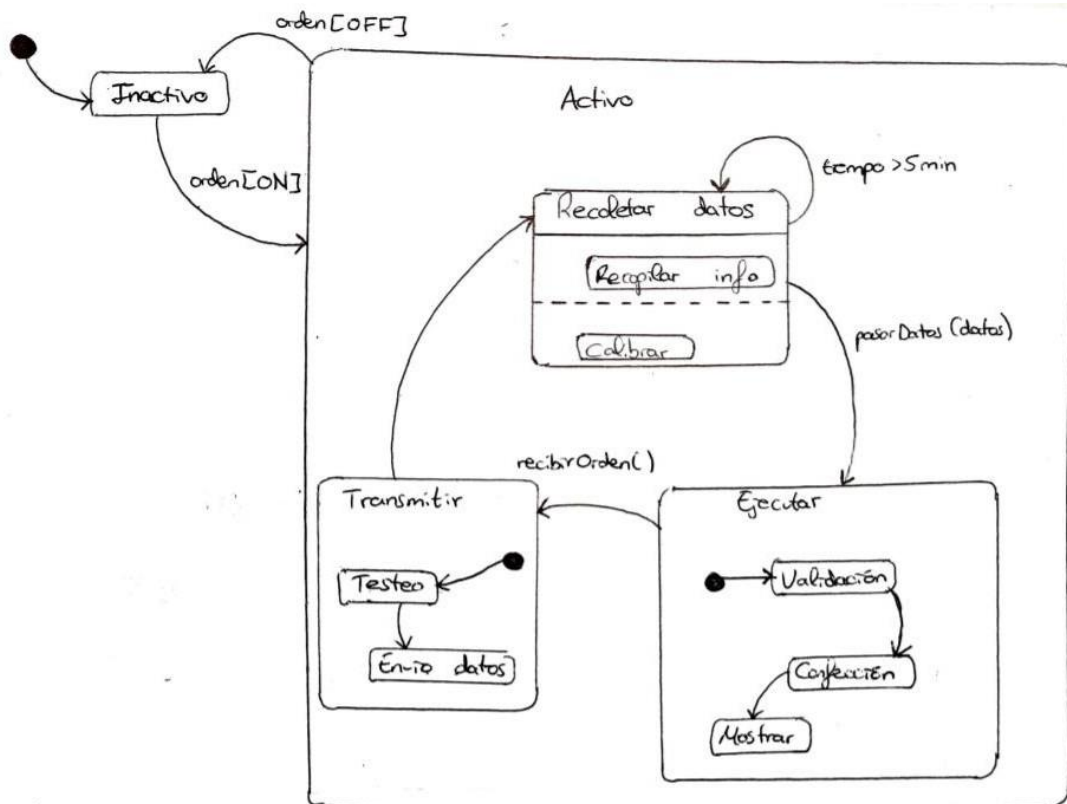 orden[OFF]
Inactivo
orden[ON]
Activo
tiempo >5min
Recoletar datos
Recopilar info
Calibrar
pasarDatos (datos)
recibirOrden()
Transmitir
Testeo
Envio datos
Ejecutar
Validación
Confección
Mostrar